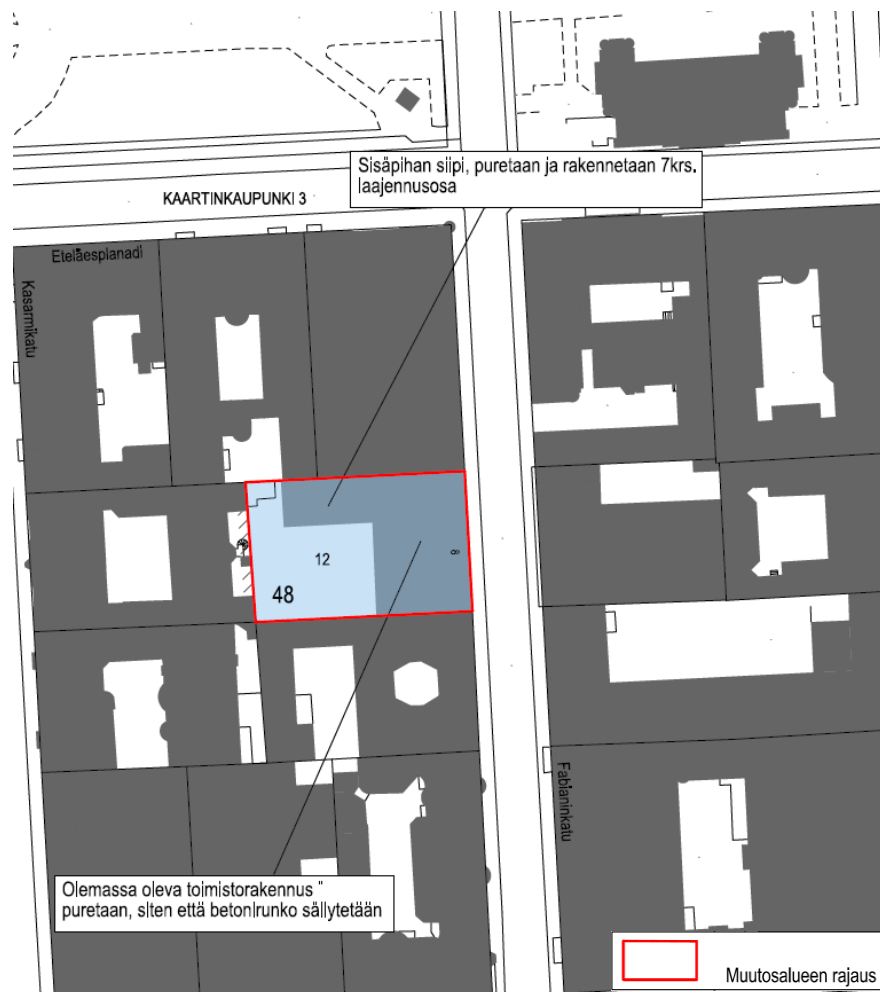 Sisäpihan siipi, puretaan ja rakennetaan 7krs.
laajennusosa
KAARTINKAUPUNKI 3
Eteläesplanadi
Kasarmikatu
12
8
48
Fabianinkatu
Olemassa oleva toimistorakennus "
puretaan, siten että betonirunko säilytetään
Muutosalueen rajaus